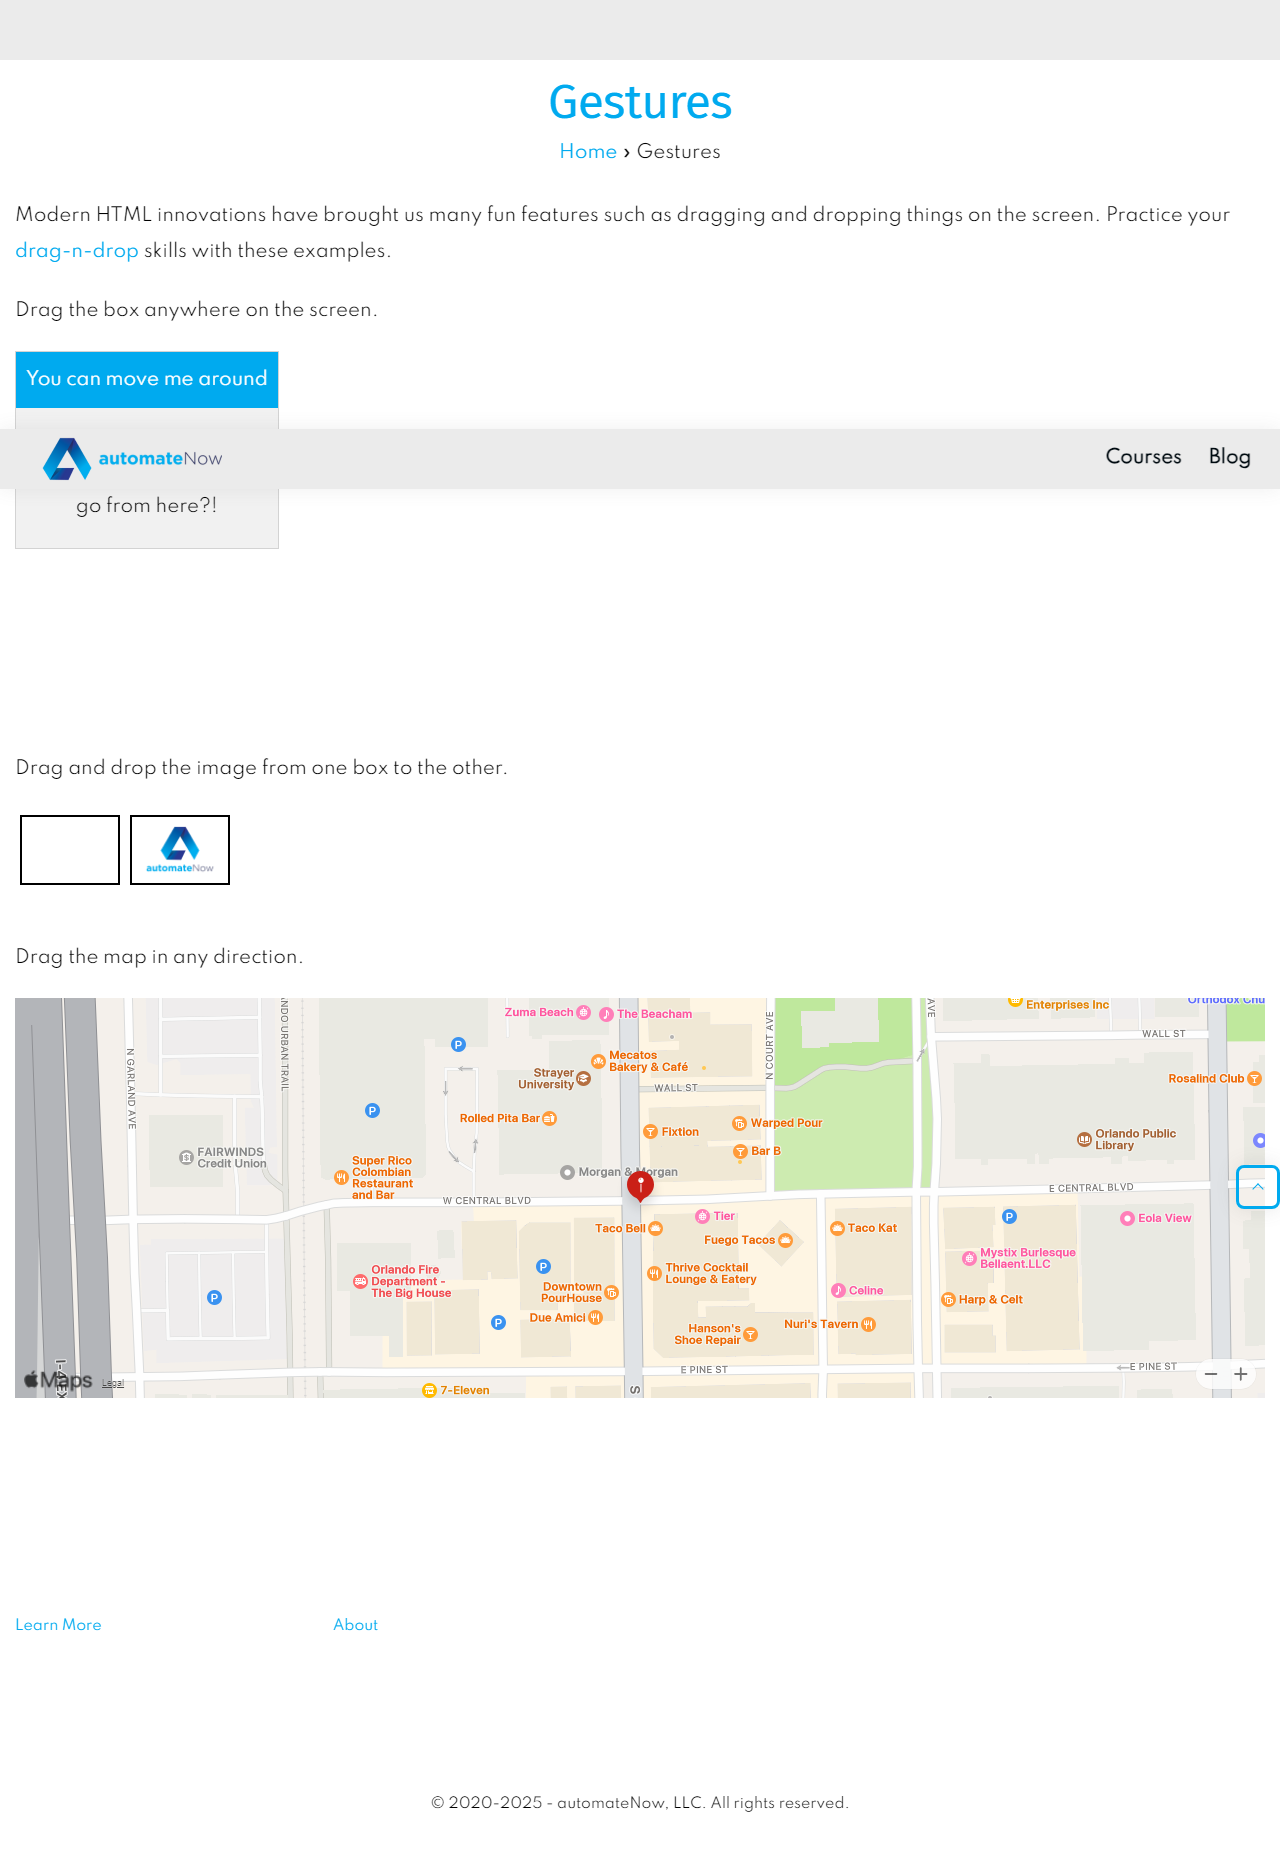 Gestures
Home › Gestures
Modern HTML innovations have brought us many fun features such as dragging and dropping things on the screen. Practice your
drag-n-drop skills with these examples.
Drag the box anywhere on the screen.
You can move me around
automateNow
Courses
Blog
go from here?!
Drag and drop the image from one box to the other.
automateNow
Drag the map in any direction.
Zuma Beach
The Beacham
Enterprises Inc
Orthodox Chu
N GARLAND AVE
ANDO URBAN TRAIL
N COURT AVE
AVE
WALL ST
Mecatos
Bakery & Café
Strayer
University
WALL ST
Rosalind Club
Rolled Pita Bar
Fixtion
Warped Pour
Bar B
Orlando Public
Library
FAIRWINDS
Credit Union
Super Rico
Colombian
Restaurant
and Bar
Morgan & Morgan
W CENTRAL BLVD
E CENTRAL BLVD
Taco Bell
Tier
Fuego Tacos
Taco Kat
Eola View
Mystix Burlesque
Bellaent.LLC
Orlando Fire
Department -
The Big House
Thrive Cocktail
Lounge & Eatery
Downtown
PourHouse
Celine
Harp & Celt
Due Amici
Hanson's
Shoe Repair
Nuri's Tavern
E PINE ST
E PINE ST
I-4 EX
Maps
Legal
7-Eleven
S
Learn More
About
© 2020-2025 - automateNow, LLC. All rights reserved.